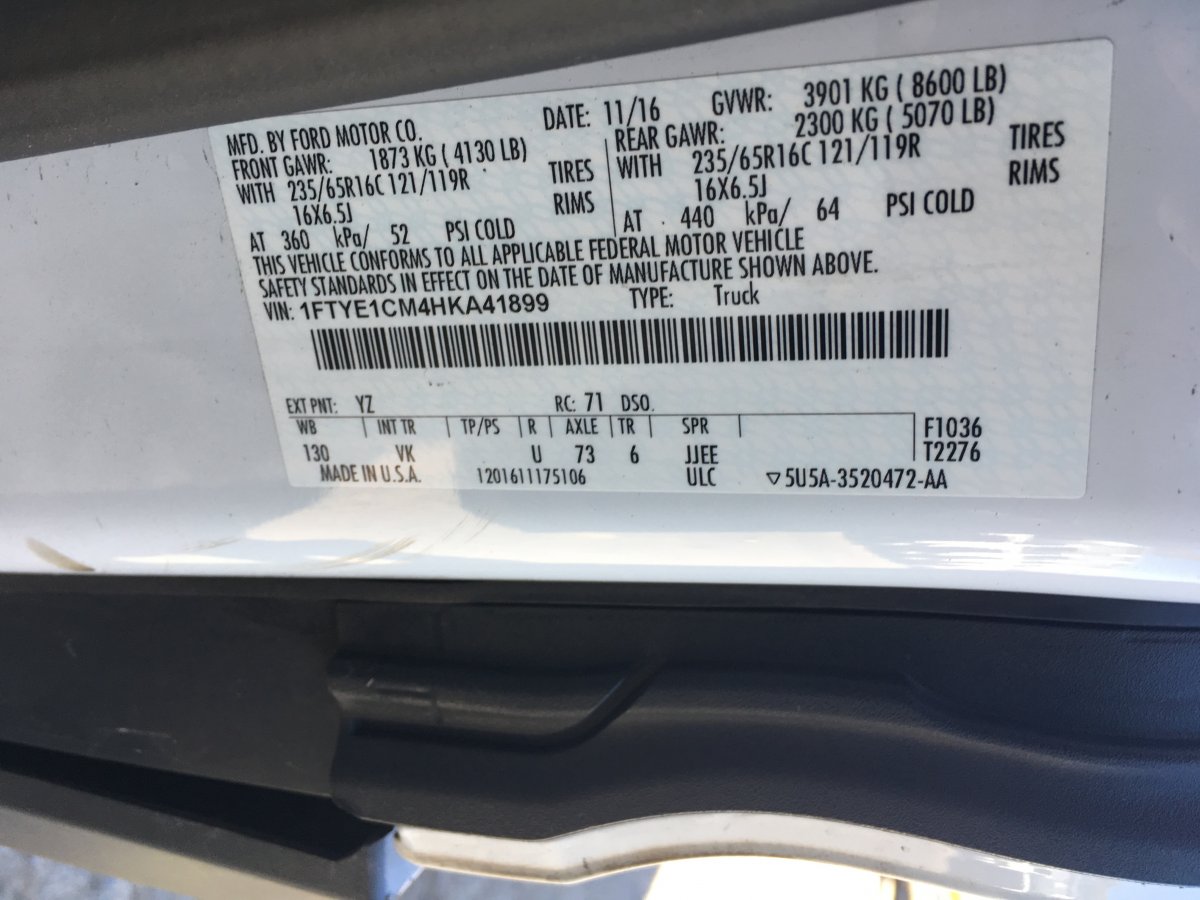 MFD. BY FORD MOTOR CO. DATE: 11/16 GVWR: 3901 KG ( 8600 LB)
FRONT GAWR: 1873 KG ( 4130 LB) REAR GAWR: 2300 KG ( 5070 LB)
WITH 235/65R16C 121/119R TIRES WITH 235/65R16C 121/119R TIRES
16X6.5J RIMS 16X6.5J RIMS
AT 360 kPa/ 52 PSI COLD AT 440 kPa/ 64 PSI COLD
THIS VEHICLE CONFORMS TO ALL APPLICABLE FEDERAL MOTOR VEHICLE
SAFETY STANDARDS IN EFFECT ON THE DATE OF MANUFACTURE SHOWN ABOVE.
VIN: 1FTYE1CM4HKA41899 TYPE: Truck
EXT PNT: YZ RC: 71 DSO.
WB INT TR TP/PS R AXLE TR SPR F1036
130 VK U 73 6 JJEE T2276
MADE IN U.S.A. 1201611175106 ULC ▽5U5A-3520472-AA